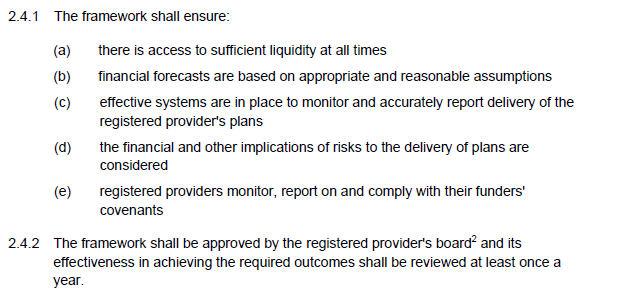 2.4.1 The framework shall ensure:
(a) there is access to sufficient liquidity at all times
(b) financial forecasts are based on appropriate and reasonable assumptions
(c) effective systems are in place to monitor and accurately report delivery of the
registered provider's plans
(d) the financial and other implications of risks to the delivery of plans are
considered
(e) registered providers monitor, report on and comply with their funders'
covenants
2.4.2 The framework shall be approved by the registered provider's board² and its
effectiveness in achieving the required outcomes shall be reviewed at least once a
year.